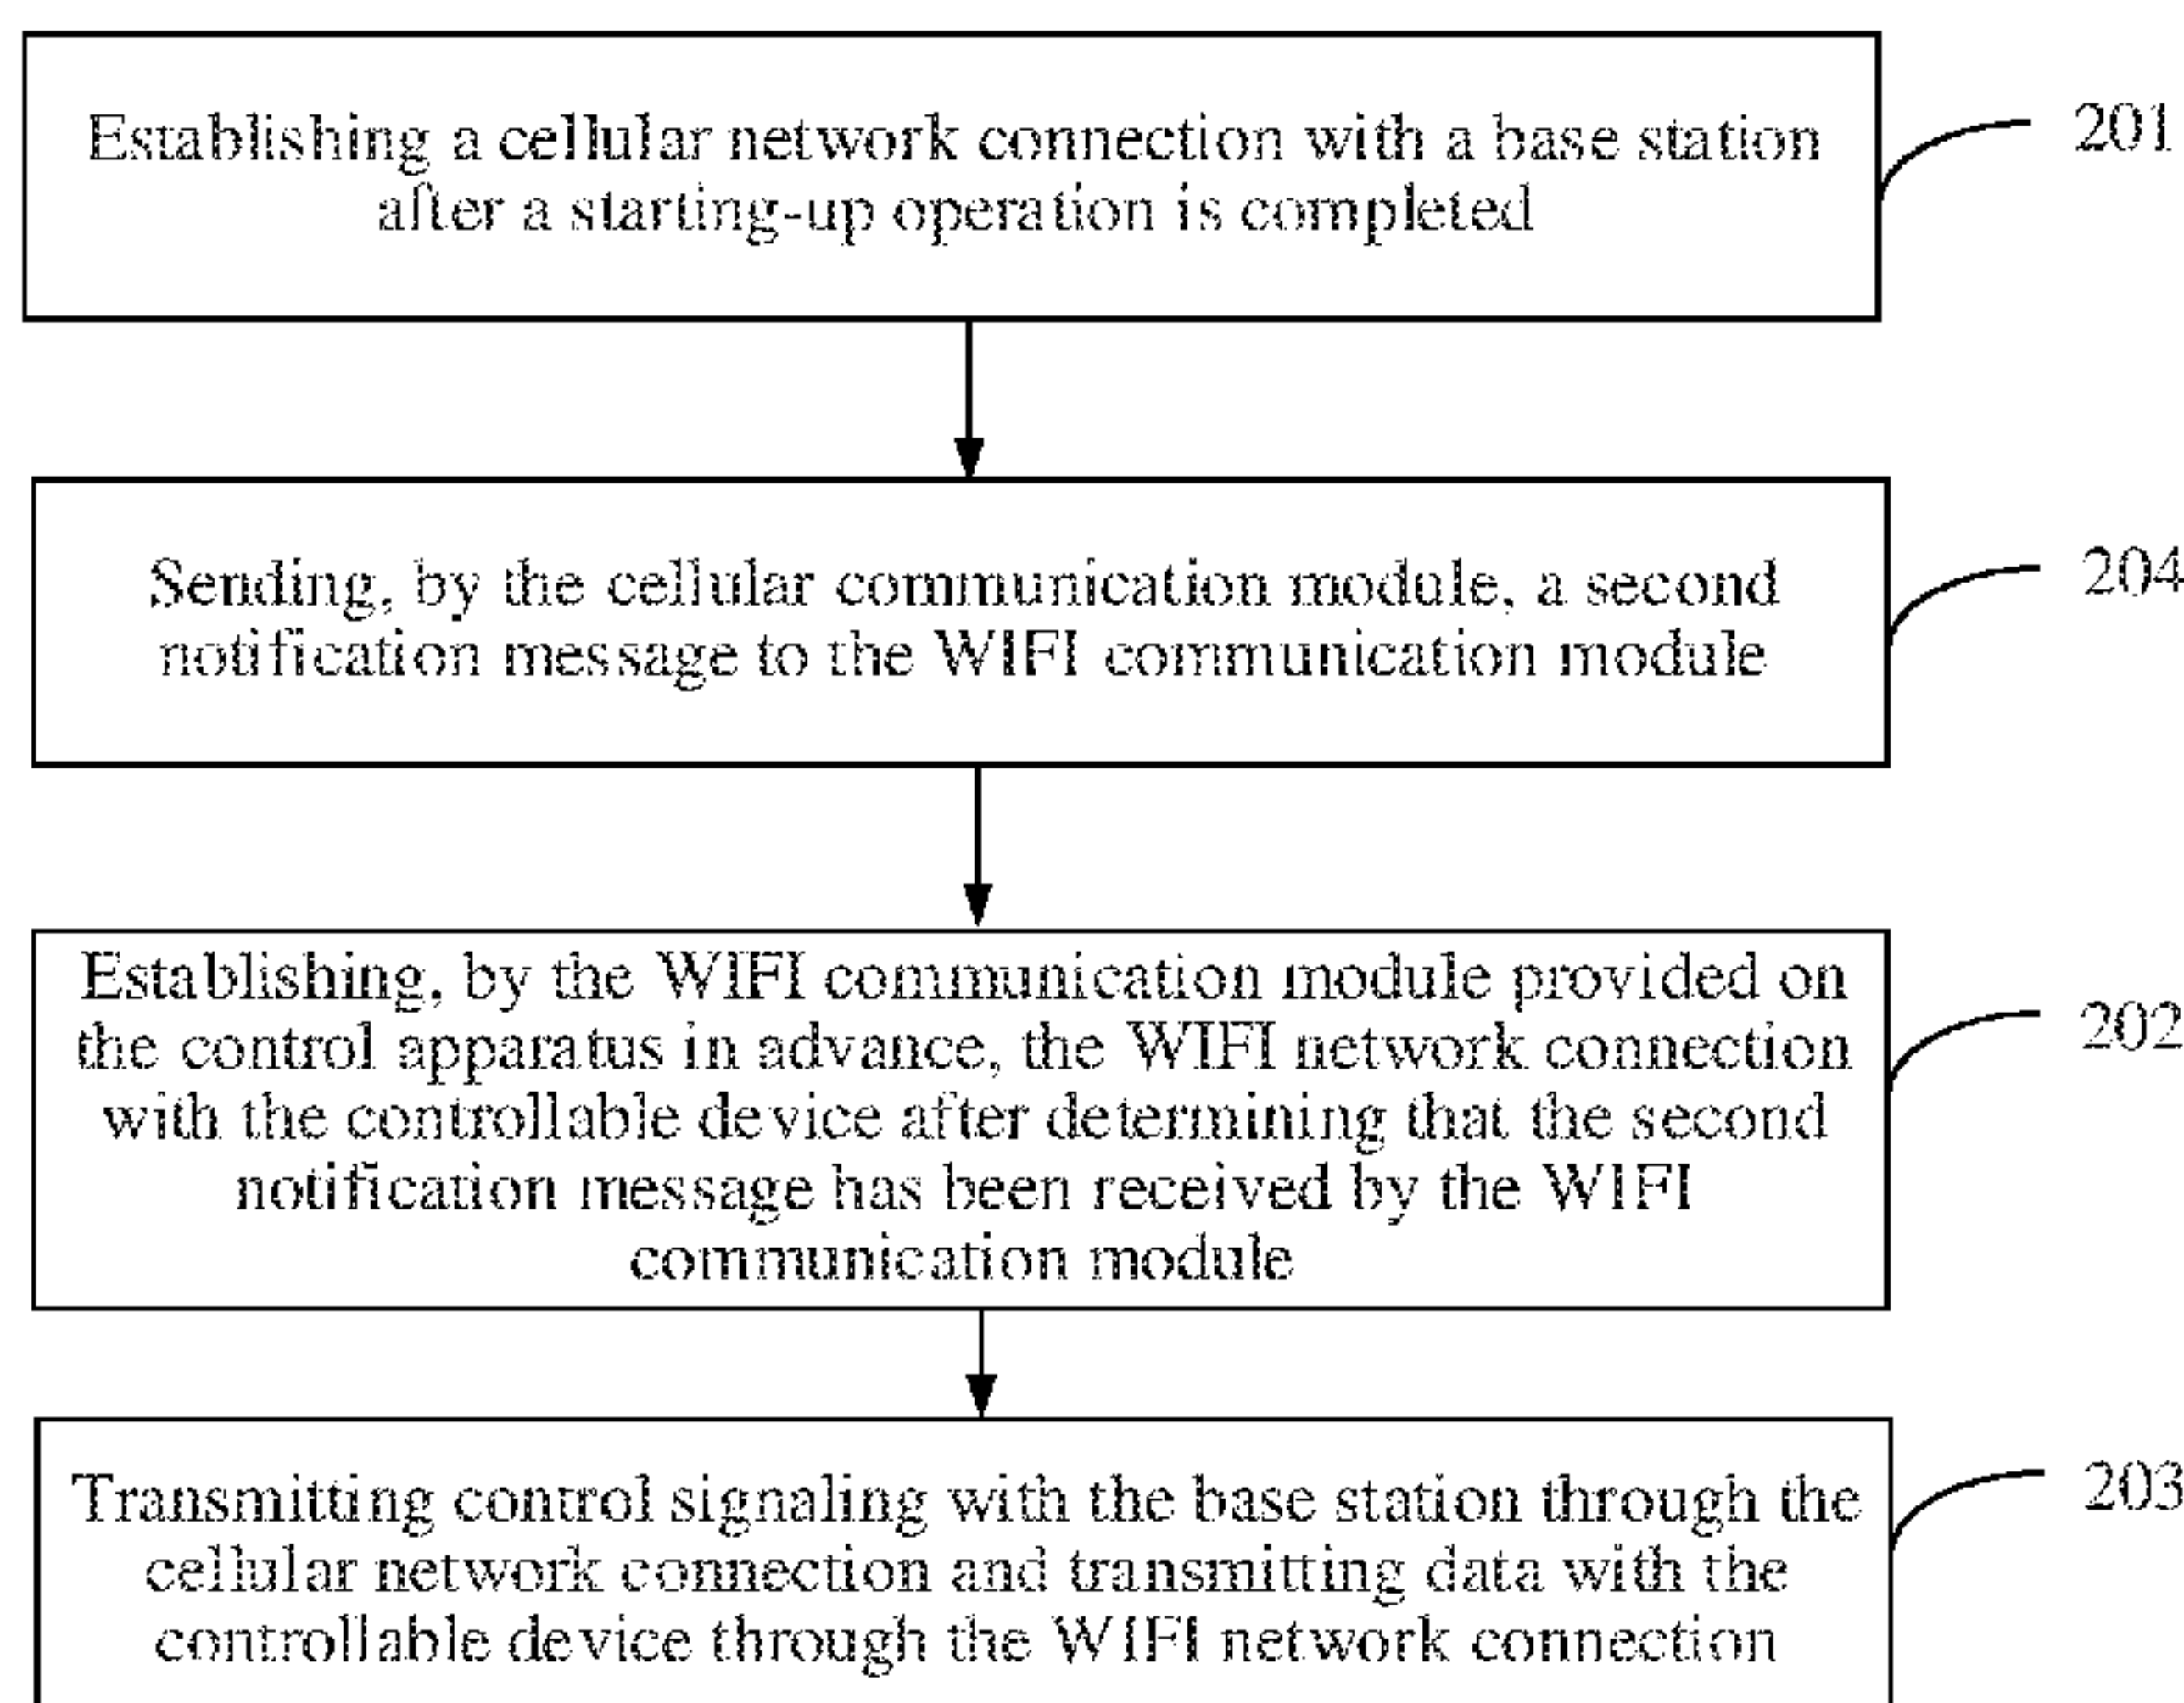 Establishing a cellular network connection with a base station
after a starting-up operation is completed
201
Sending, by the cellular communication module, a second
notification message to the WIFI communication module
204
Establishing, by the WIFI communication module provided on
the control apparatus in advance, the WIFI network connection
with the controllable device after determining that the second
notification message has been received by the WIFI
communication module
202
Transmitting control signaling with the base station through the
cellular network connection and transmitting data with the
controllable device through the WIFI network connection
203